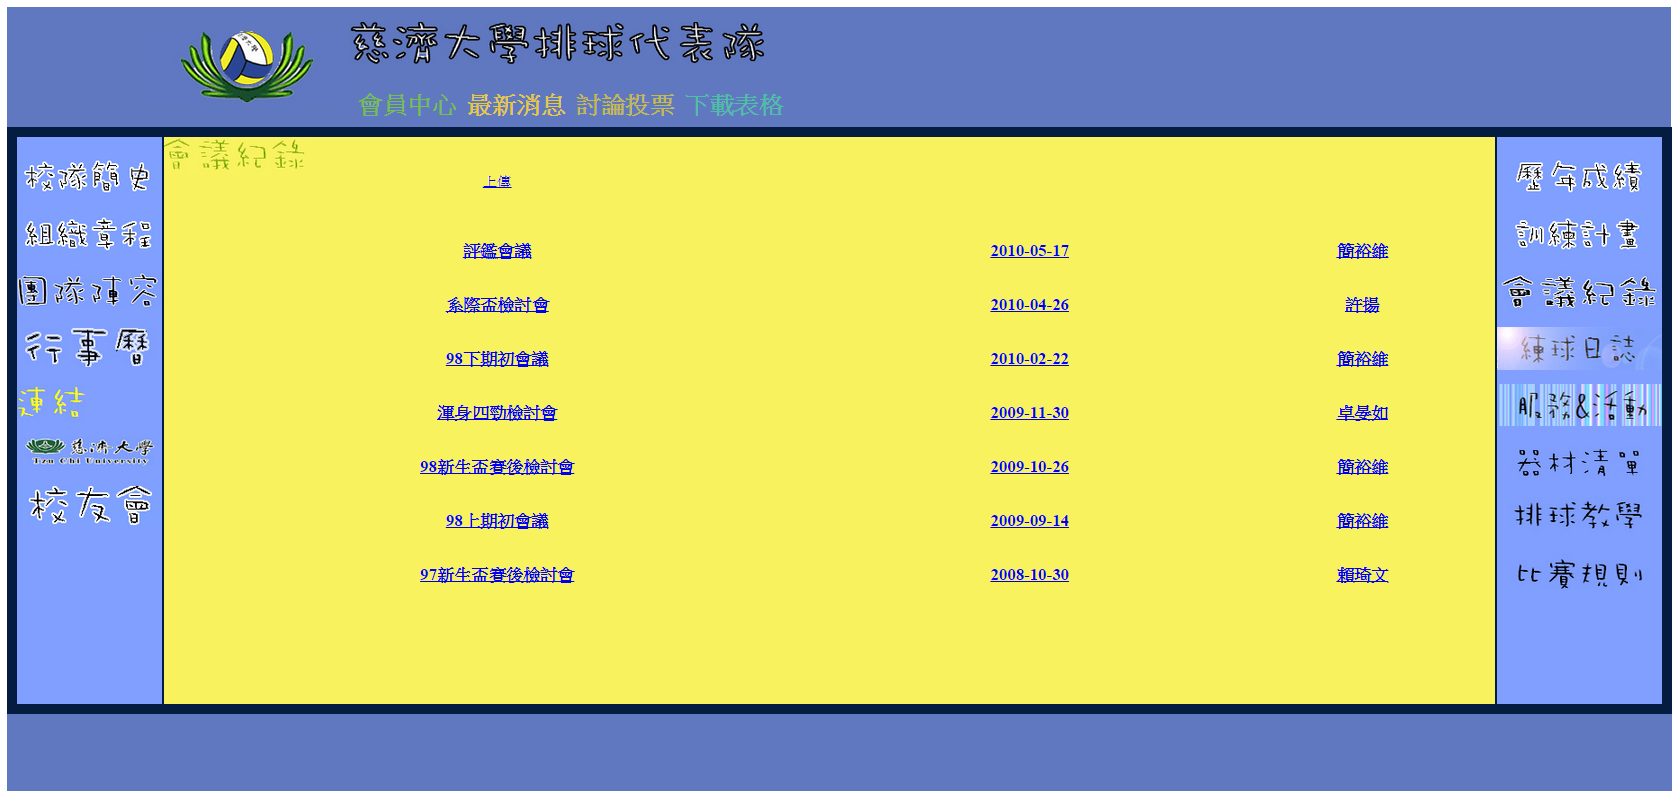 慈濟大學排球代表隊
會員中心 最新消息 討論投票 下載表格
校隊簡史
組織章程
團隊陣容
行事曆
連結
慈濟大學
Tzu Chi University
校友會
會議紀錄
上傳
評鑑會議 2010-05-17 簡裕維
系際盃檢討會 2010-04-26 許揚
98下期初會議 2010-02-22 簡裕維
渾身四勁檢討會 2009-11-30 卓晏如
98新生盃賽後檢討會 2009-10-26 簡裕維
98上期初會議 2009-09-14 簡裕維
97新生盃賽後檢討會 2008-10-30 賴琦文
歷年成績
訓練計畫
會議紀錄
練球日誌
服務&活動
器材清單
排球教學
比賽規則